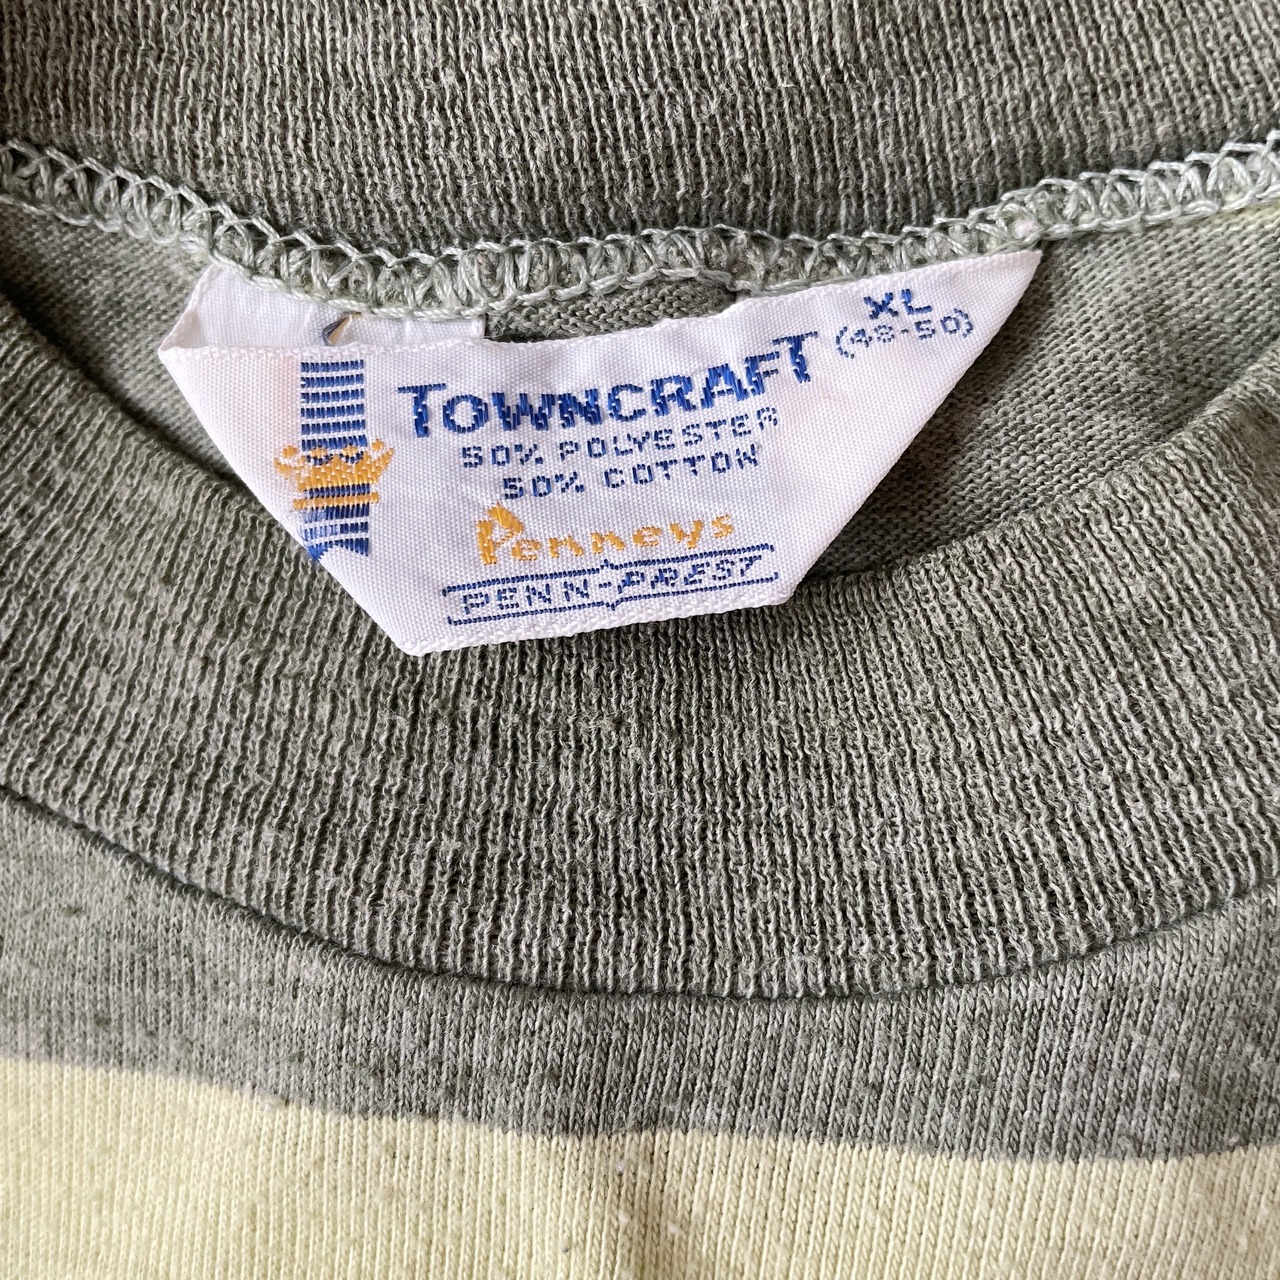 XL
(48-50)
TOWNCRAFT
50% POLYESTER
50% COTTON
Penneys
PENN-PREST